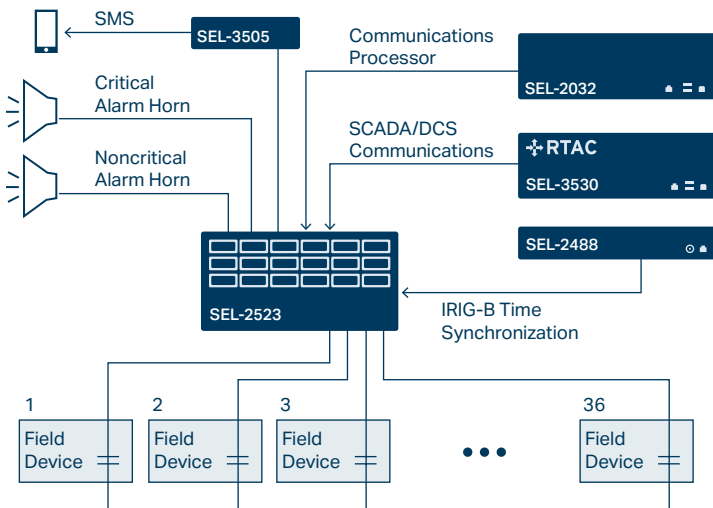 SMS
SEL-3505
Critical
Alarm Horn
Noncritical
Alarm Horn
Communications
Processor
SEL-2032
SCADA/DCS
Communications
RTAC
SEL-3530
SEL-2488
SEL-2523
IRIG-B Time
Synchronization
1
Field
Device
2
Field
Device
3
Field
Device
36
Field
Device